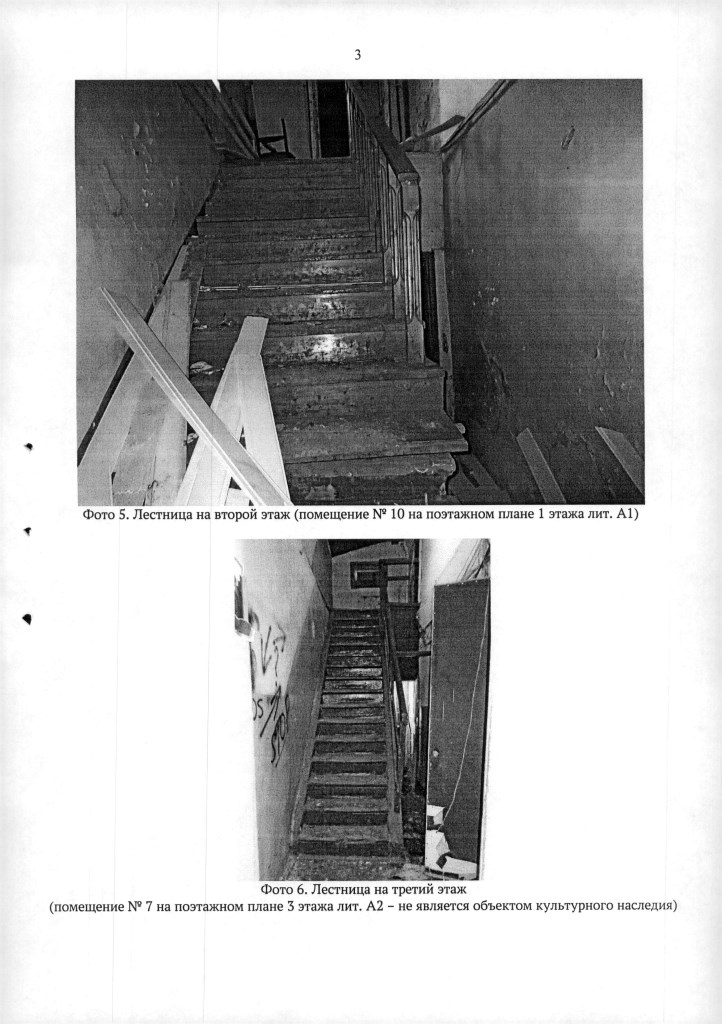 3
Фото 5. Лестница на второй этаж (помещение № 10 на поэтажном плане 1 этажа лит. А1)
Фото 6. Лестница на третий этаж
(помещение № 7 на поэтажном плане 3 этажа лит. А2 – не является объектом культурного наследия)